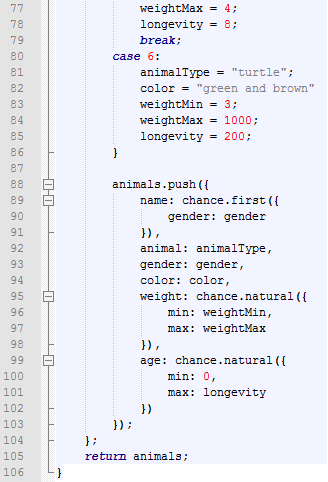 77 weightMax = 4;
78 longevity = 8;
79 break;
80 case 6:
81 animalType = "turtle";
82 color = "green and brown"
83 weightMin = 3;
84 weightMax = 1000;
85 longevity = 200;
86 }
87
88 animals.push({
89 name: chance.first({
90 gender: gender
91 }),
92 animal: animalType,
93 gender: gender,
94 color: color,
95 weight: chance.natural({
96 min: weightMin,
97 max: weightMax
98 }),
99 age: chance.natural({
100 min: 0,
101 max: longevity
102 })
103 });
104 };
105 return animals;
106 }